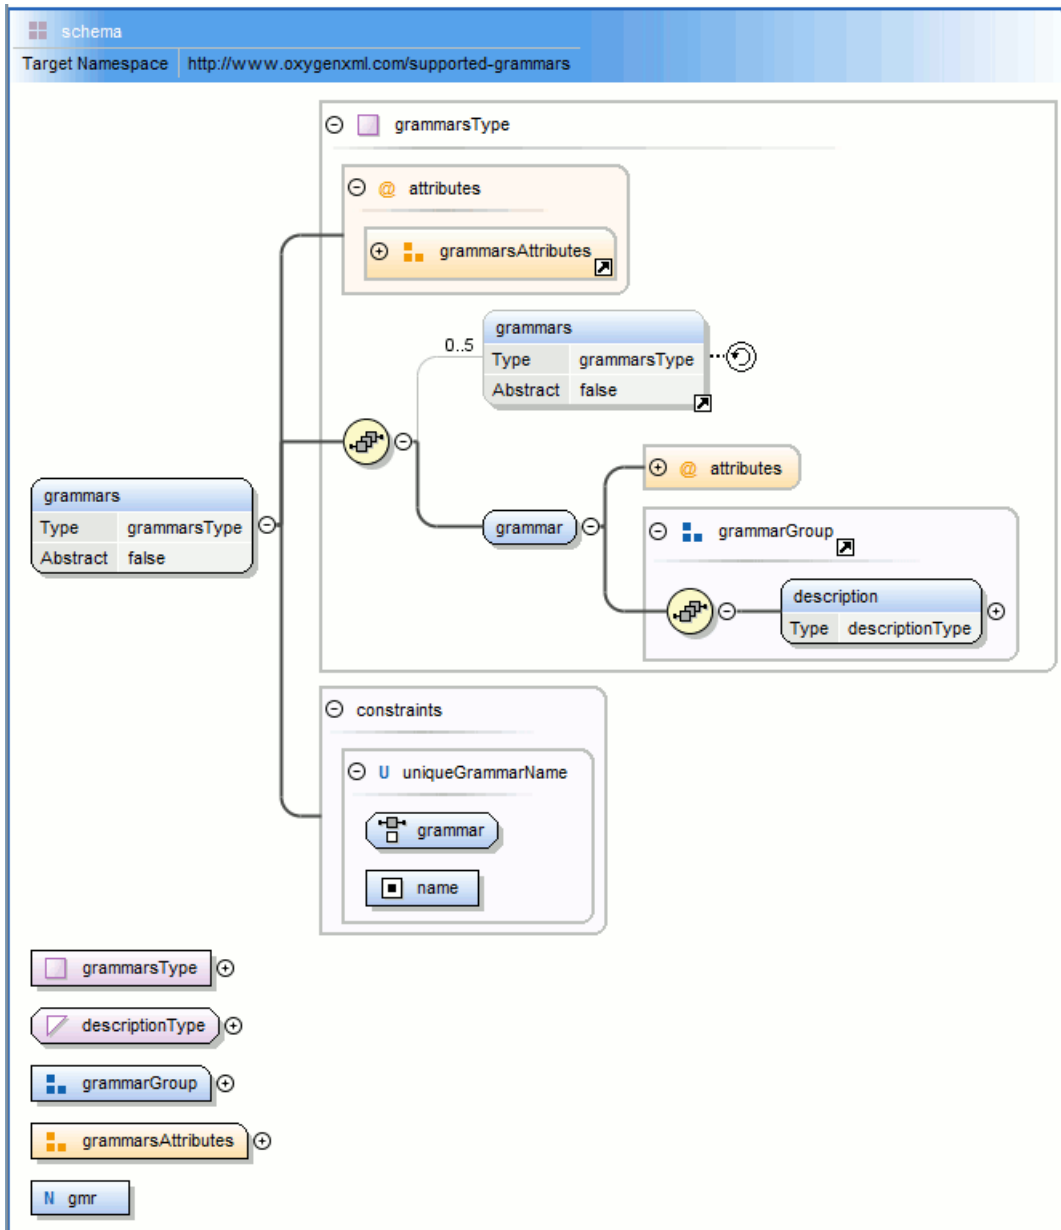 schema
Target Namespace http://www.oxygenxml.com/supported-grammars
grammarsType
@ attributes
grammarsAttributes
grammars
0..5
Type grammarsType
Abstract false
@ attributes
grammars
Type grammarsType
Abstract false
grammar
grammarGroup
description
Type descriptionType
constraints
U uniqueGrammarName
grammar
name
grammarsType
descriptionType
grammarGroup
grammarsAttributes
N gmr